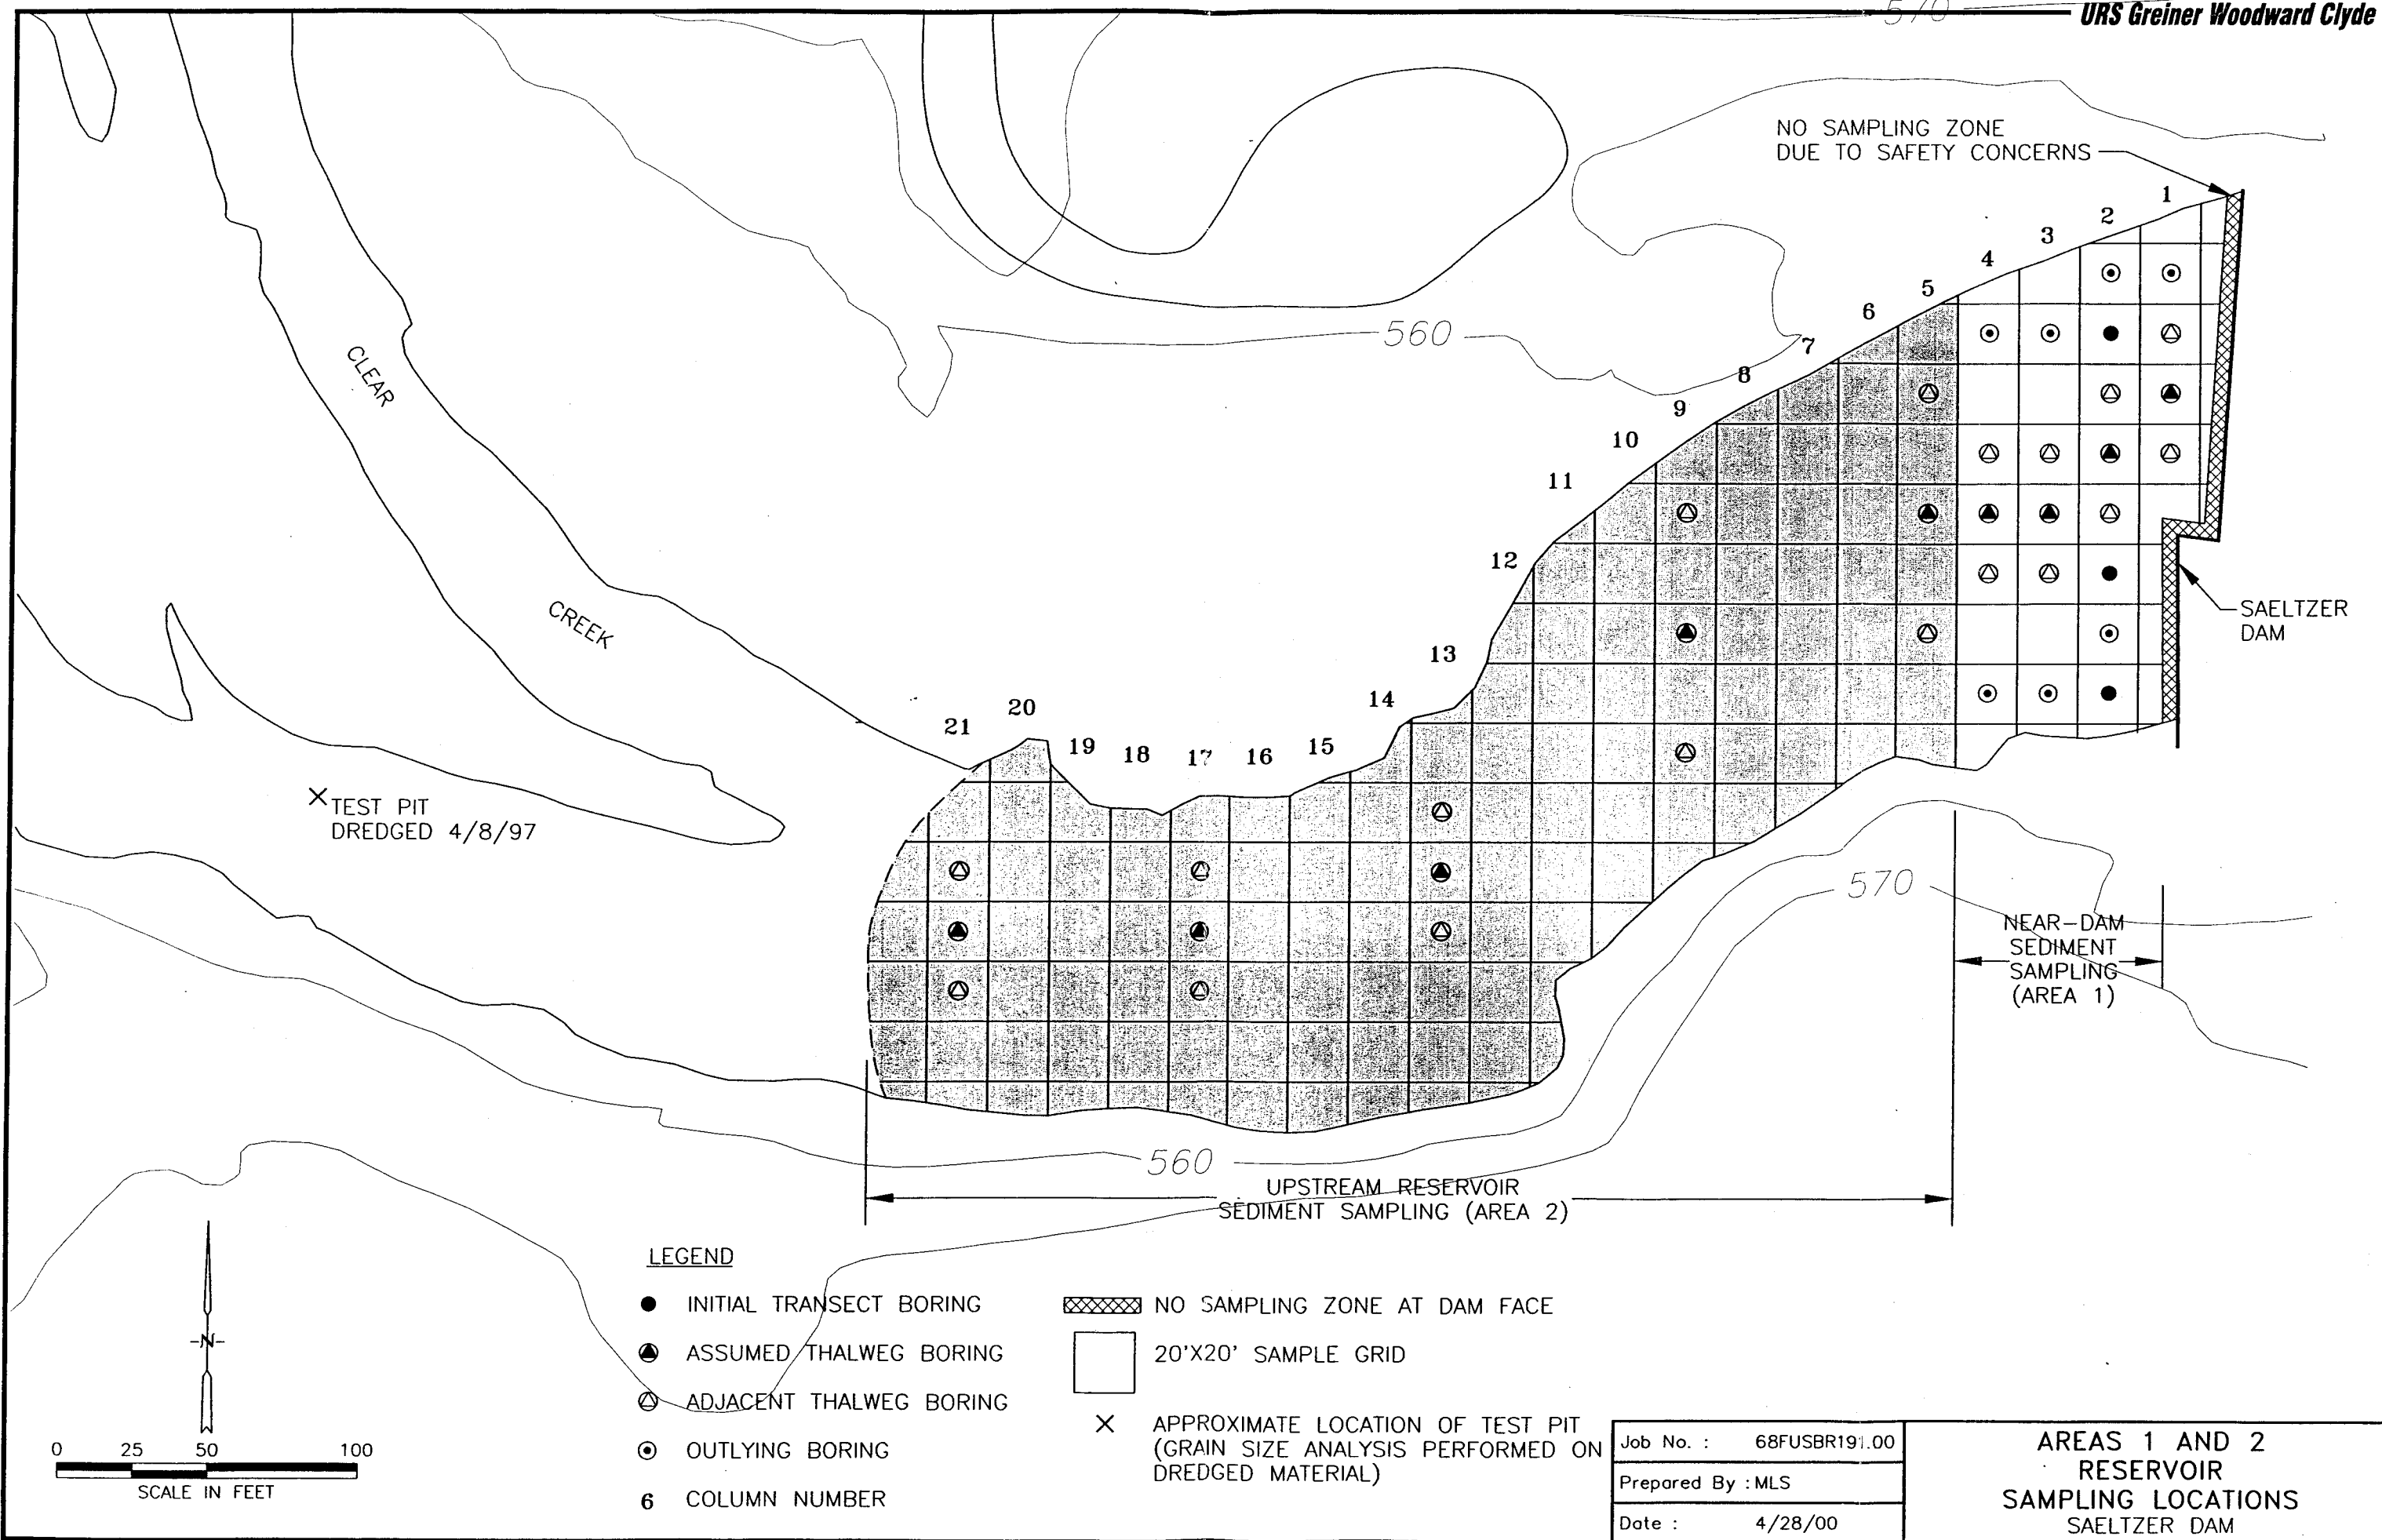 570
URS Greiner Woodward Clyde
NO SAMPLING ZONE
DUE TO SAFETY CONCERNS
1
2
3
4
5
6
7
8
9
10
11
12
13
14
15
16
17
18
19
20
21
560
CLEAR
CREEK
SAELTZER
DAM
TEST PIT
DREDGED 4/8/97
570
NEAR-DAM
SEDIMENT
SAMPLING
(AREA 1)
560
UPSTREAM RESERVOIR
SEDIMENT SAMPLING (AREA 2)
LEGEND
INITIAL TRANSECT BORING
ASSUMED THALWEG BORING
ADJACENT THALWEG BORING
OUTLYING BORING
6 COLUMN NUMBER
NO SAMPLING ZONE AT DAM FACE
20'X20' SAMPLE GRID
APPROXIMATE LOCATION OF TEST PIT
(GRAIN SIZE ANALYSIS PERFORMED ON
DREDGED MATERIAL)
-N-
0 25 50 100
SCALE IN FEET
Job No. : 68FUSBR191.00
Prepared By : MLS
Date : 4/28/00
AREAS 1 AND 2
RESERVOIR
SAMPLING LOCATIONS
SAELTZER DAM